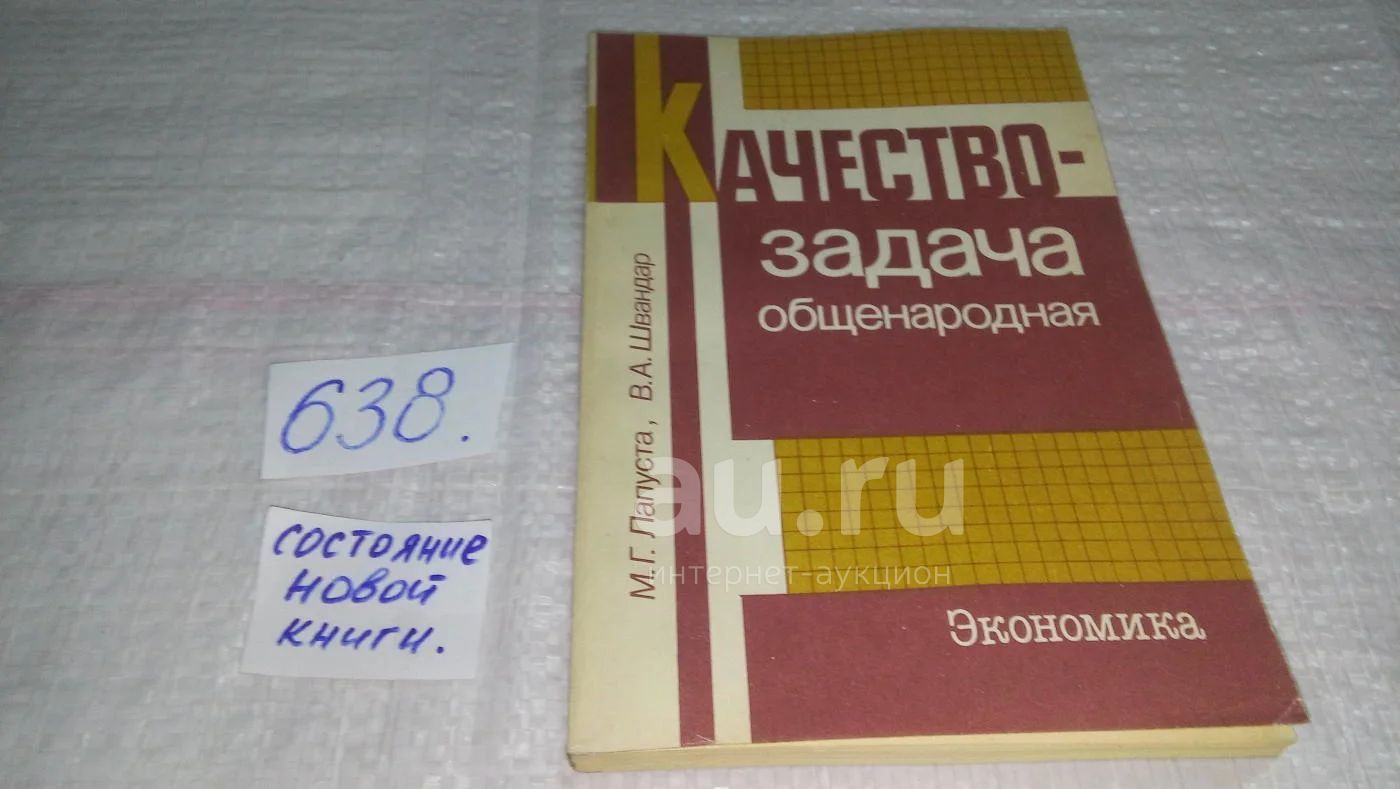 КАЧЕСТВО-
задача
общенародная
М.Г. Лапуста, В.А. Швандар
Экономика
638.
состояние
новой
книги.
au.ru
интернет-аукцион